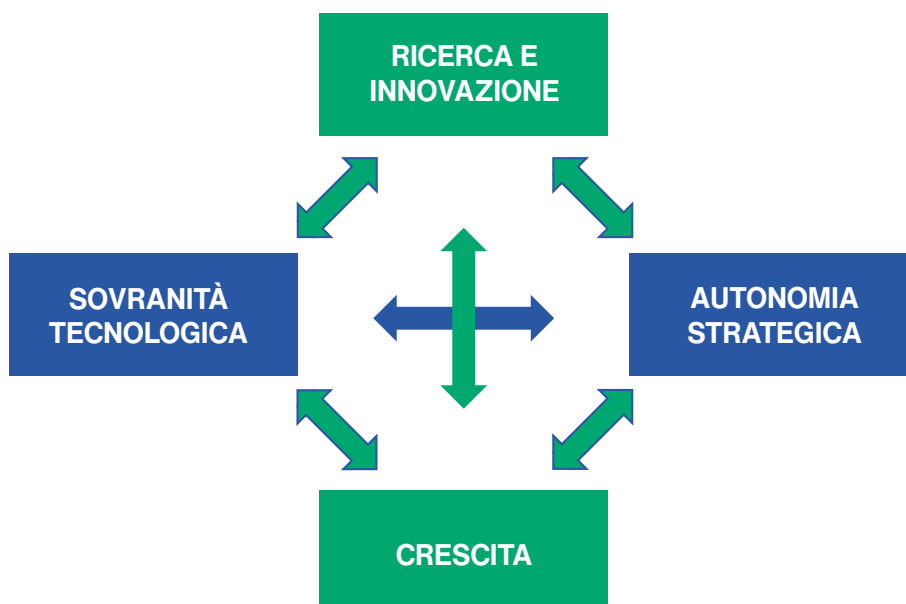 RICERCA E
INNOVAZIONE
SOVRANITÀ
TECNOLOGICA
AUTONOMIA
STRATEGICA
CRESCITA